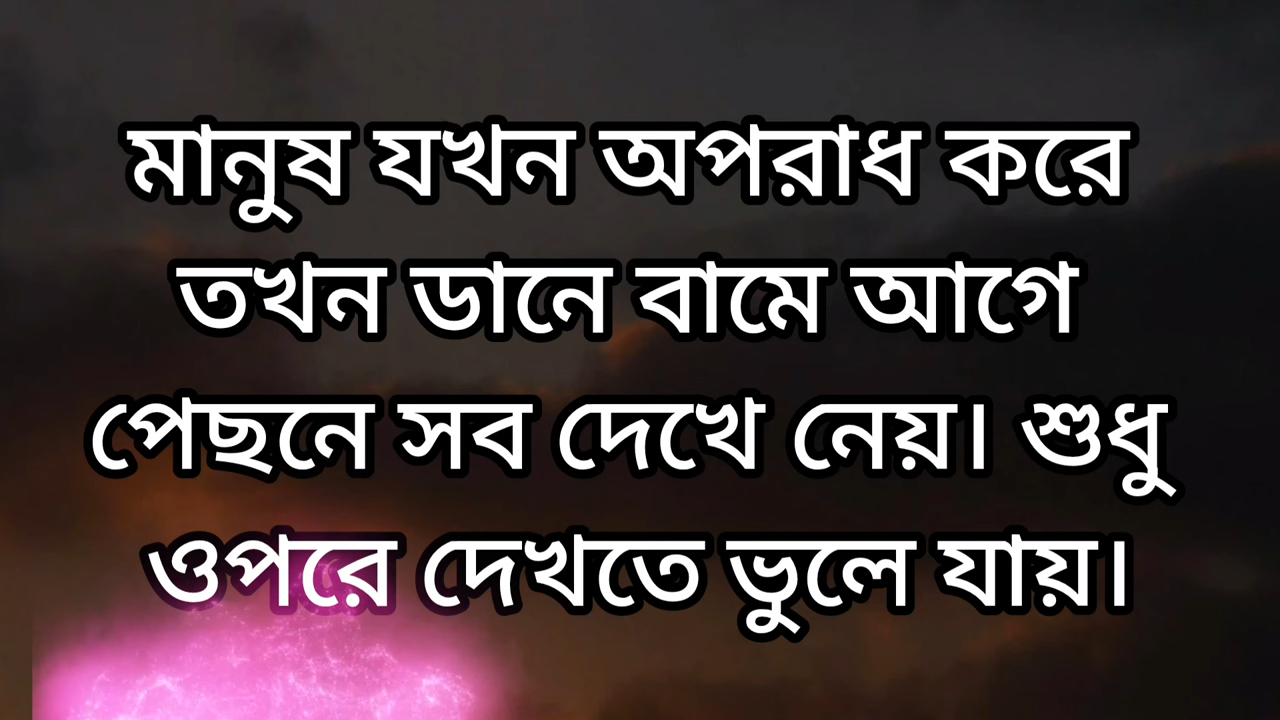 মানুষ যখন অপরাধ করে
তখন ডানে বামে আগে
পেছনে সব দেখে নেয়। শুধু
ওপরে দেখতে ভুলে যায়।